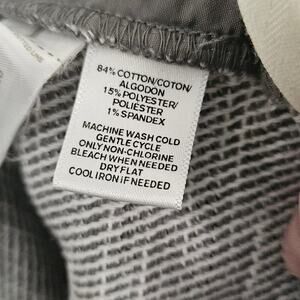 84% COTTON/COTON/
ALGODON
15% POLYESTER/
POLIESTER
1% SPANDEX
MACHINE WASH COLD
GENTLE CYCLE
ONLY NON-CHLORINE
BLEACH WHEN NEEDED
DRY FLAT
COOL IRON IF NEEDED